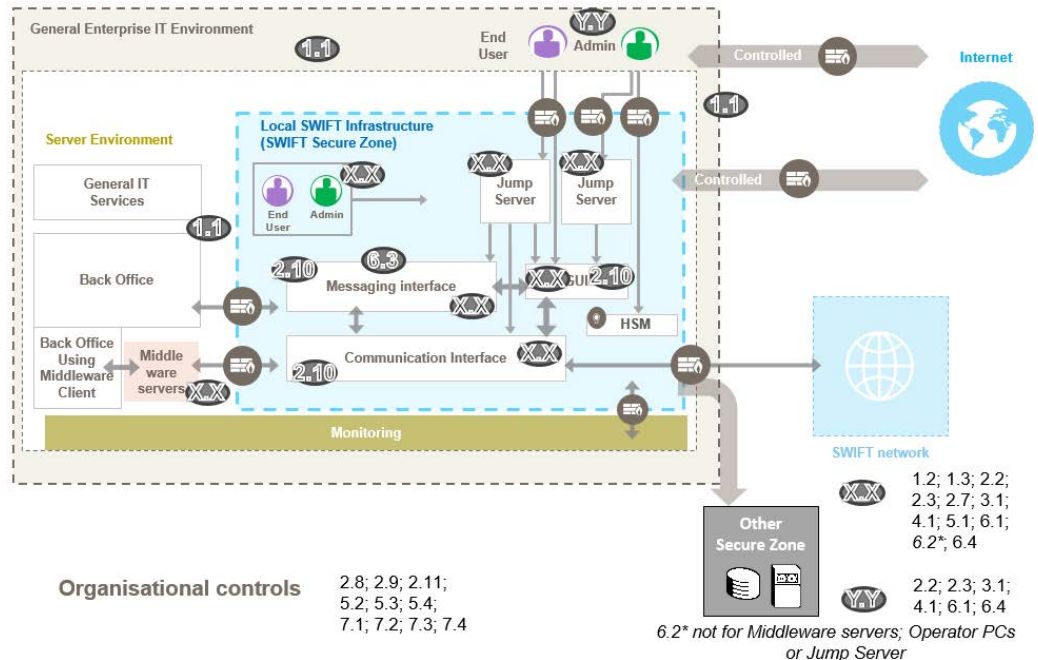 General Enterprise IT Environment
1.1
End
User
Y.Y
Admin
Controlled
Internet
1.1
Server Environment
Local SWIFT Infrastructure
(SWIFT Secure Zone)
General IT
Services
End
User
Admin
X.X
X.X
Jump
Server
X.X
Jump
Server
Controlled
1.1
Back Office
2.10
6.3
Messaging interface
X.X
X.X
GUI
2.10
HSM
Back Office
Using
Middleware
Client
Middle
ware
servers
X.X
Communication Interface
X.X
2.10
Monitoring
SWIFT network
X.X
1.2; 1.3; 2.2;
2.3; 2.7; 3.1;
4.1; 5.1; 6.1;
6.2*; 6.4
Other
Secure Zone
Organisational controls
2.8; 2.9; 2.11;
5.2; 5.3; 5.4;
7.1; 7.2; 7.3; 7.4
Y.Y
2.2; 2.3; 3.1;
4.1; 6.1; 6.4
6.2* not for Middleware servers; Operator PCs
or Jump Server